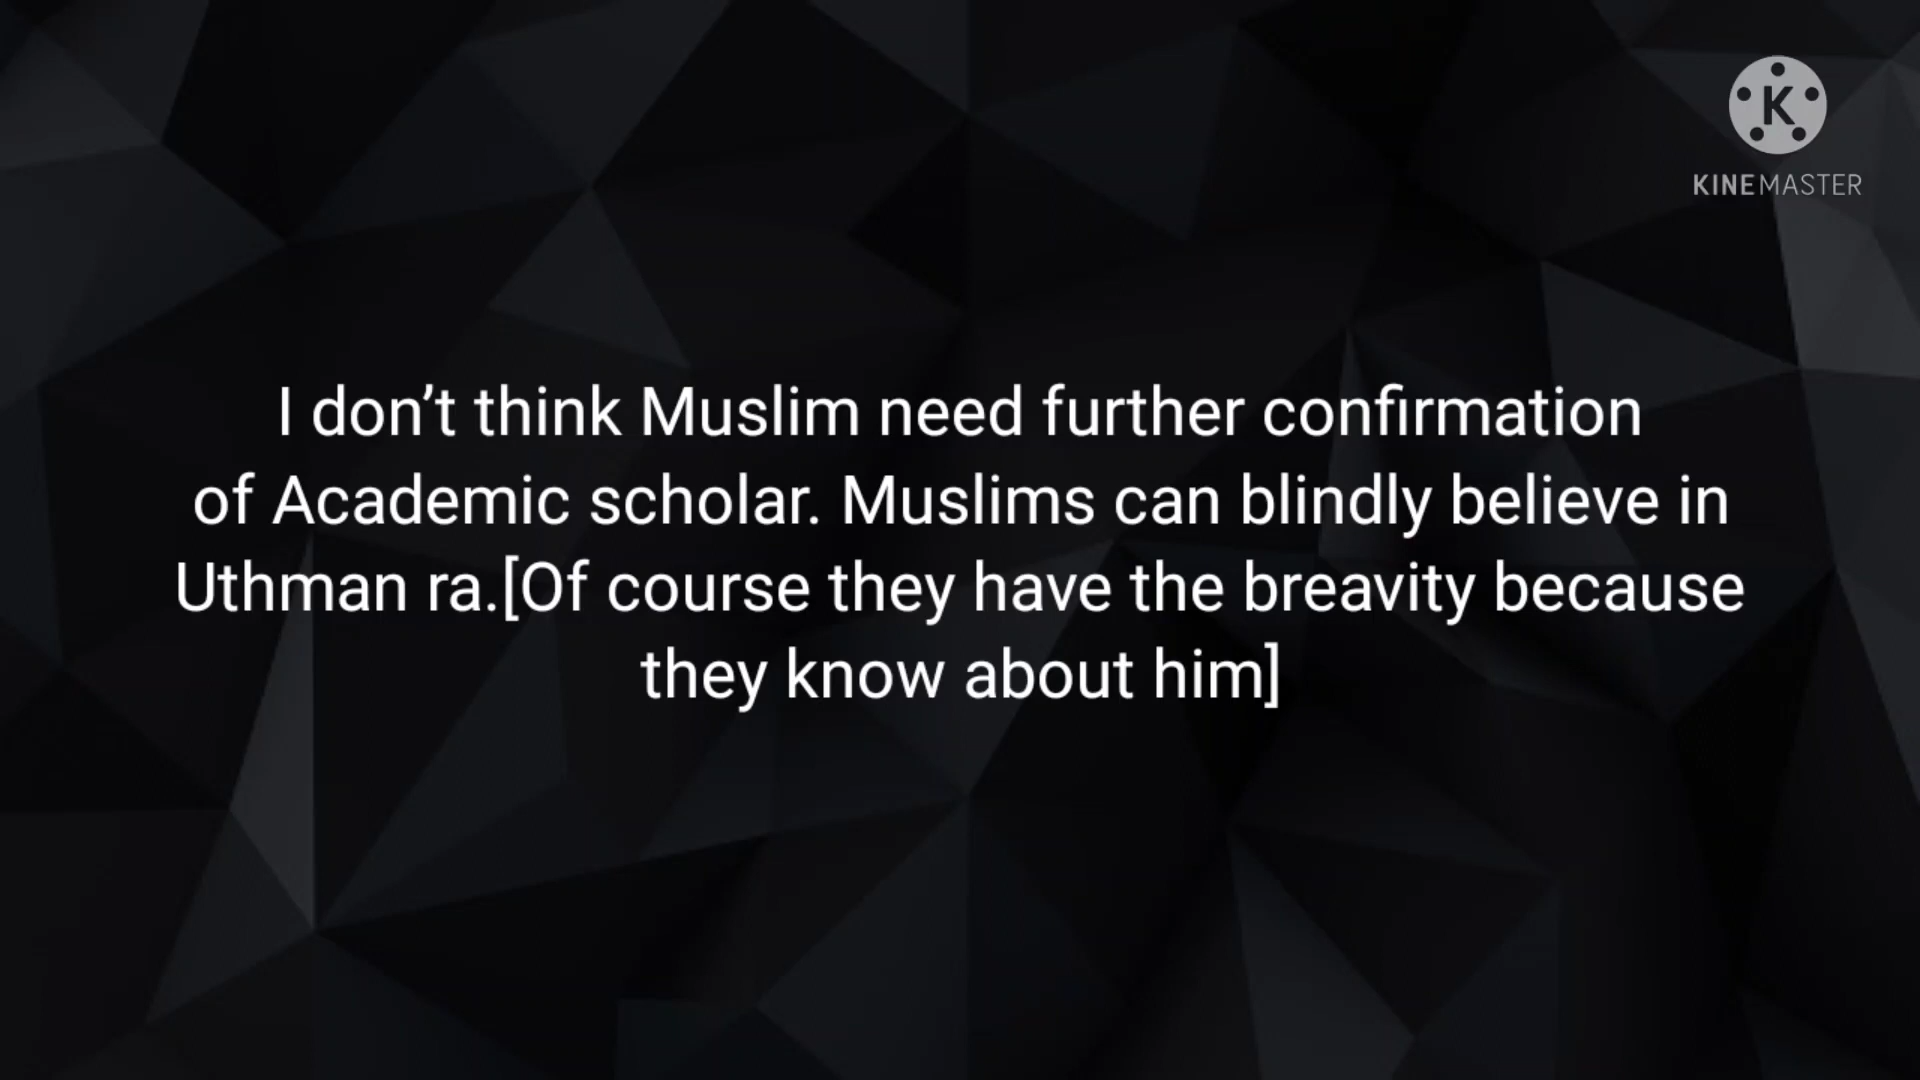 K
KINEMASTER
I don’t think Muslim need further confirmation
of Academic scholar. Muslims can blindly believe in
Uthman ra.[Of course they have the breavity because
they know about him]